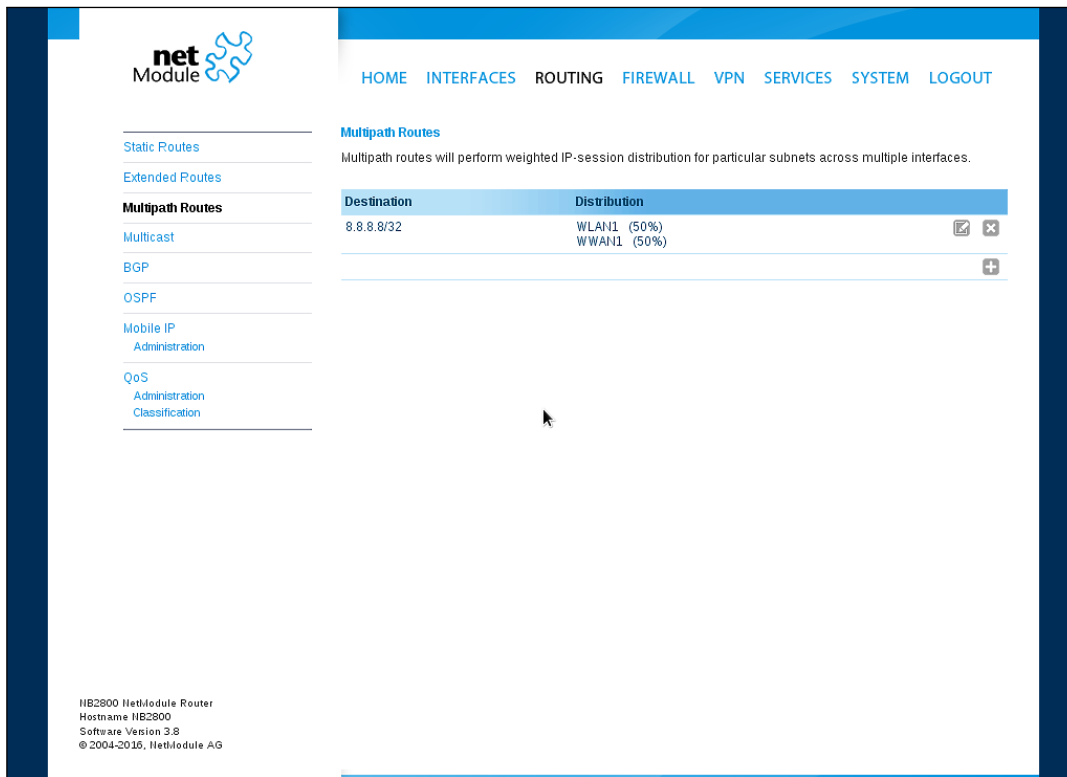 net
Module
HOME INTERFACES ROUTING FIREWALL VPN SERVICES SYSTEM LOGOUT
Static Routes
Extended Routes
Multipath Routes
Multicast
BGP
OSPF
Mobile IP
Administration
QoS
Administration
Classification
Multipath Routes
Multipath routes will perform weighted IP-session distribution for particular subnets across multiple interfaces.
Destination Distribution
8.8.8.8/32 WLAN1 (50%)
WWAN1 (50%)
NB2800 NetModule Router
Hostname NB2800
Software Version 3.8
© 2004-2016, NetModule AG